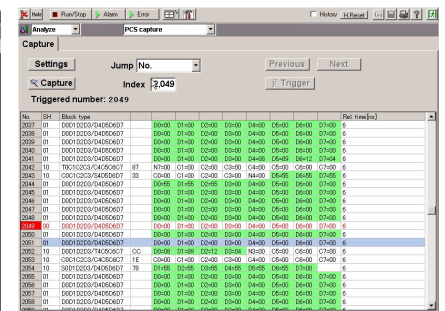 Hide Run/Stop Alarm Error History H.Reset Log
Analyze PCS capture
Capture
Settings Jump No. Previous Next
Capture Index 2,049 Trigger
Triggered number: 2049
No. SH Block type Rel. time[ns]
2037 01 D0D1D2D3/D4D5D6D7 D0=00 D1=00 D2=00 D3=00 D4=00 D5=00 D6=00 D7=00 6
2038 01 D0D1D2D3/D4D5D6D7 D0=00 D1=00 D2=00 D3=00 D4=00 D5=00 D6=00 D7=00 6
2039 01 D0D1D2D3/D4D5D6D7 D0=00 D1=00 D2=00 D3=00 D4=00 D5=00 D6=00 D7=00 6
2040 01 D0D1D2D3/D4D5D6D7 D0=00 D1=00 D2=00 D3=00 D4=00 D5=00 D6=00 D7=00 6
2041 01 D0D1D2D3/D4D5D6D7 D0=00 D1=00 D2=00 D3=00 D4=08 D5=89 D6=12 D7=04 6
2042 10 T0C1C2C3/C4C5C6C7 87 N7=00 C1=00 C2=00 C3=00 C4=00 C5=00 C6=00 C7=00 6
2043 10 C0C1C2C3/S4D5D6D7 33 C0=00 C1=00 C2=00 C3=00 N4=00 D5=55 D6=55 D7=55 6
2044 01 D0D1D2D3/D4D5D6D7 D0=55 D1=55 D2=55 D3=00 D4=00 D5=00 D6=00 D7=00 6
2045 01 D0D1D2D3/D4D5D6D7 D0=00 D1=00 D2=00 D3=00 D4=00 D5=00 D6=00 D7=00 6
2046 01 D0D1D2D3/D4D5D6D7 D0=00 D1=00 D2=00 D3=00 D4=00 D5=00 D6=00 D7=00 6
2047 01 D0D1D2D3/D4D5D6D7 D0=00 D1=00 D2=00 D3=00 D4=00 D5=00 D6=00 D7=00 6
2048 01 D0D1D2D3/D4D5D6D7 D0=00 D1=00 D2=00 D3=00 D4=00 D5=00 D6=00 D7=00 6
2049 00 D0D1D2D3/D4D5D6D7 D0=00 D1=00 D2=00 D3=00 D4=00 D5=00 D6=00 D7=00 6
2050 01 D0D1D2D3/D4D5D6D7 D0=00 D1=00 D2=00 D3=00 D4=00 D5=00 D6=00 D7=00 6
2051 01 D0D1D2D3/D4D5D6D7 D0=00 D1=00 D2=00 D3=00 D4=00 D5=00 D6=00 D7=00 6
2052 10 D0D1D2D3/T4C5C6C7 CC D0=08 D1=89 D2=12 D3=04 N3=00 C5=00 C6=00 C7=00 6
2053 10 C0C1C2C3/C4C5C6C7 1E C0=00 C1=00 C2=00 C3=00 C4=00 C5=00 C6=00 C7=00 6
2054 10 S0D1D2D3/D4D5D6D7 78 D1=55 D2=55 D3=55 D4=55 D5=55 D6=55 D7=00 6
2055 01 D0D1D2D3/D4D5D6D7 D0=00 D1=00 D2=00 D3=00 D4=00 D5=00 D6=00 D7=00 6
2056 01 D0D1D2D3/D4D5D6D7 D0=00 D1=00 D2=00 D3=00 D4=00 D5=00 D6=00 D7=00 6
2057 01 D0D1D2D3/D4D5D6D7 D0=00 D1=00 D2=00 D3=00 D4=00 D5=00 D6=00 D7=00 6
2058 01 D0D1D2D3/D4D5D6D7 D0=00 D1=00 D2=00 D3=00 D4=00 D5=00 D6=00 D7=00 6